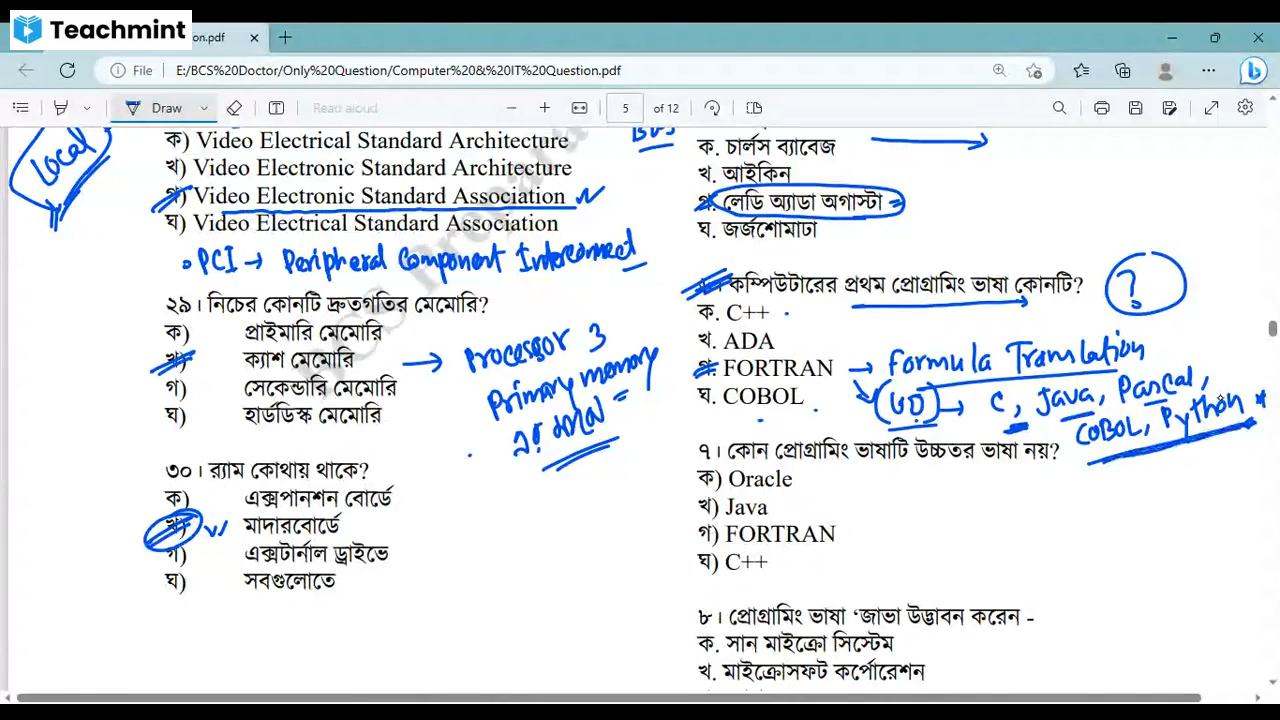 Teachmint
on.pdf
File
E:/BCS%20Doctor/Only%20Question/Computer%20&%20IT%20Question.pdf
Draw
Read aloud
5
of 12
Local
ক) Video Electrical Standard Architecture
খ) Video Electronic Standard Architecture
গ) Video Electronic Standard Association
ঘ) Video Electrical Standard Association
PCI → Peripheral Component Interconnect
২৯। নিচের কোনটি দ্রুতগতির মেমোরি?
ক) প্রাইমারি মেমোরি
খ) ক্যাশ মেমোরি → Processor ও
Primary memory
এর মাঝে
গ) সেকেন্ডারি মেমোরি
ঘ) হার্ডডিস্ক মেমোরি
৩০। র‍্যাম কোথায় থাকে?
ক) এক্সপানশন বোর্ডে
খ) মাদারবোর্ডে
গ) এক্সটার্নাল ড্রাইভে
ঘ) সবগুলোতে
BUS
ক. চার্লস ব্যাবেজ
খ. আইকিন
গ. লেডি অ্যাডা অগাস্টা
ঘ. জর্জশোমাঢা
কম্পিউটারের প্রথম প্রোগ্রামিং ভাষা কোনটি? ?
ক. C++
খ. ADA
গ. FORTRAN → Formula Translation
ঘ. COBOL
→ C, Java, Pascal,
COBOL, Python *
৭। কোন প্রোগ্রামিং ভাষাটি উচ্চতর ভাষা নয়?
ক) Oracle
খ) Java
গ) FORTRAN
ঘ) C++
৮। প্রোগ্রামিং ভাষা ‘জাভা উদ্ভাবন করেন -
ক. সান মাইক্রো সিস্টেম
খ. মাইক্রোসফট কর্পোরেশন